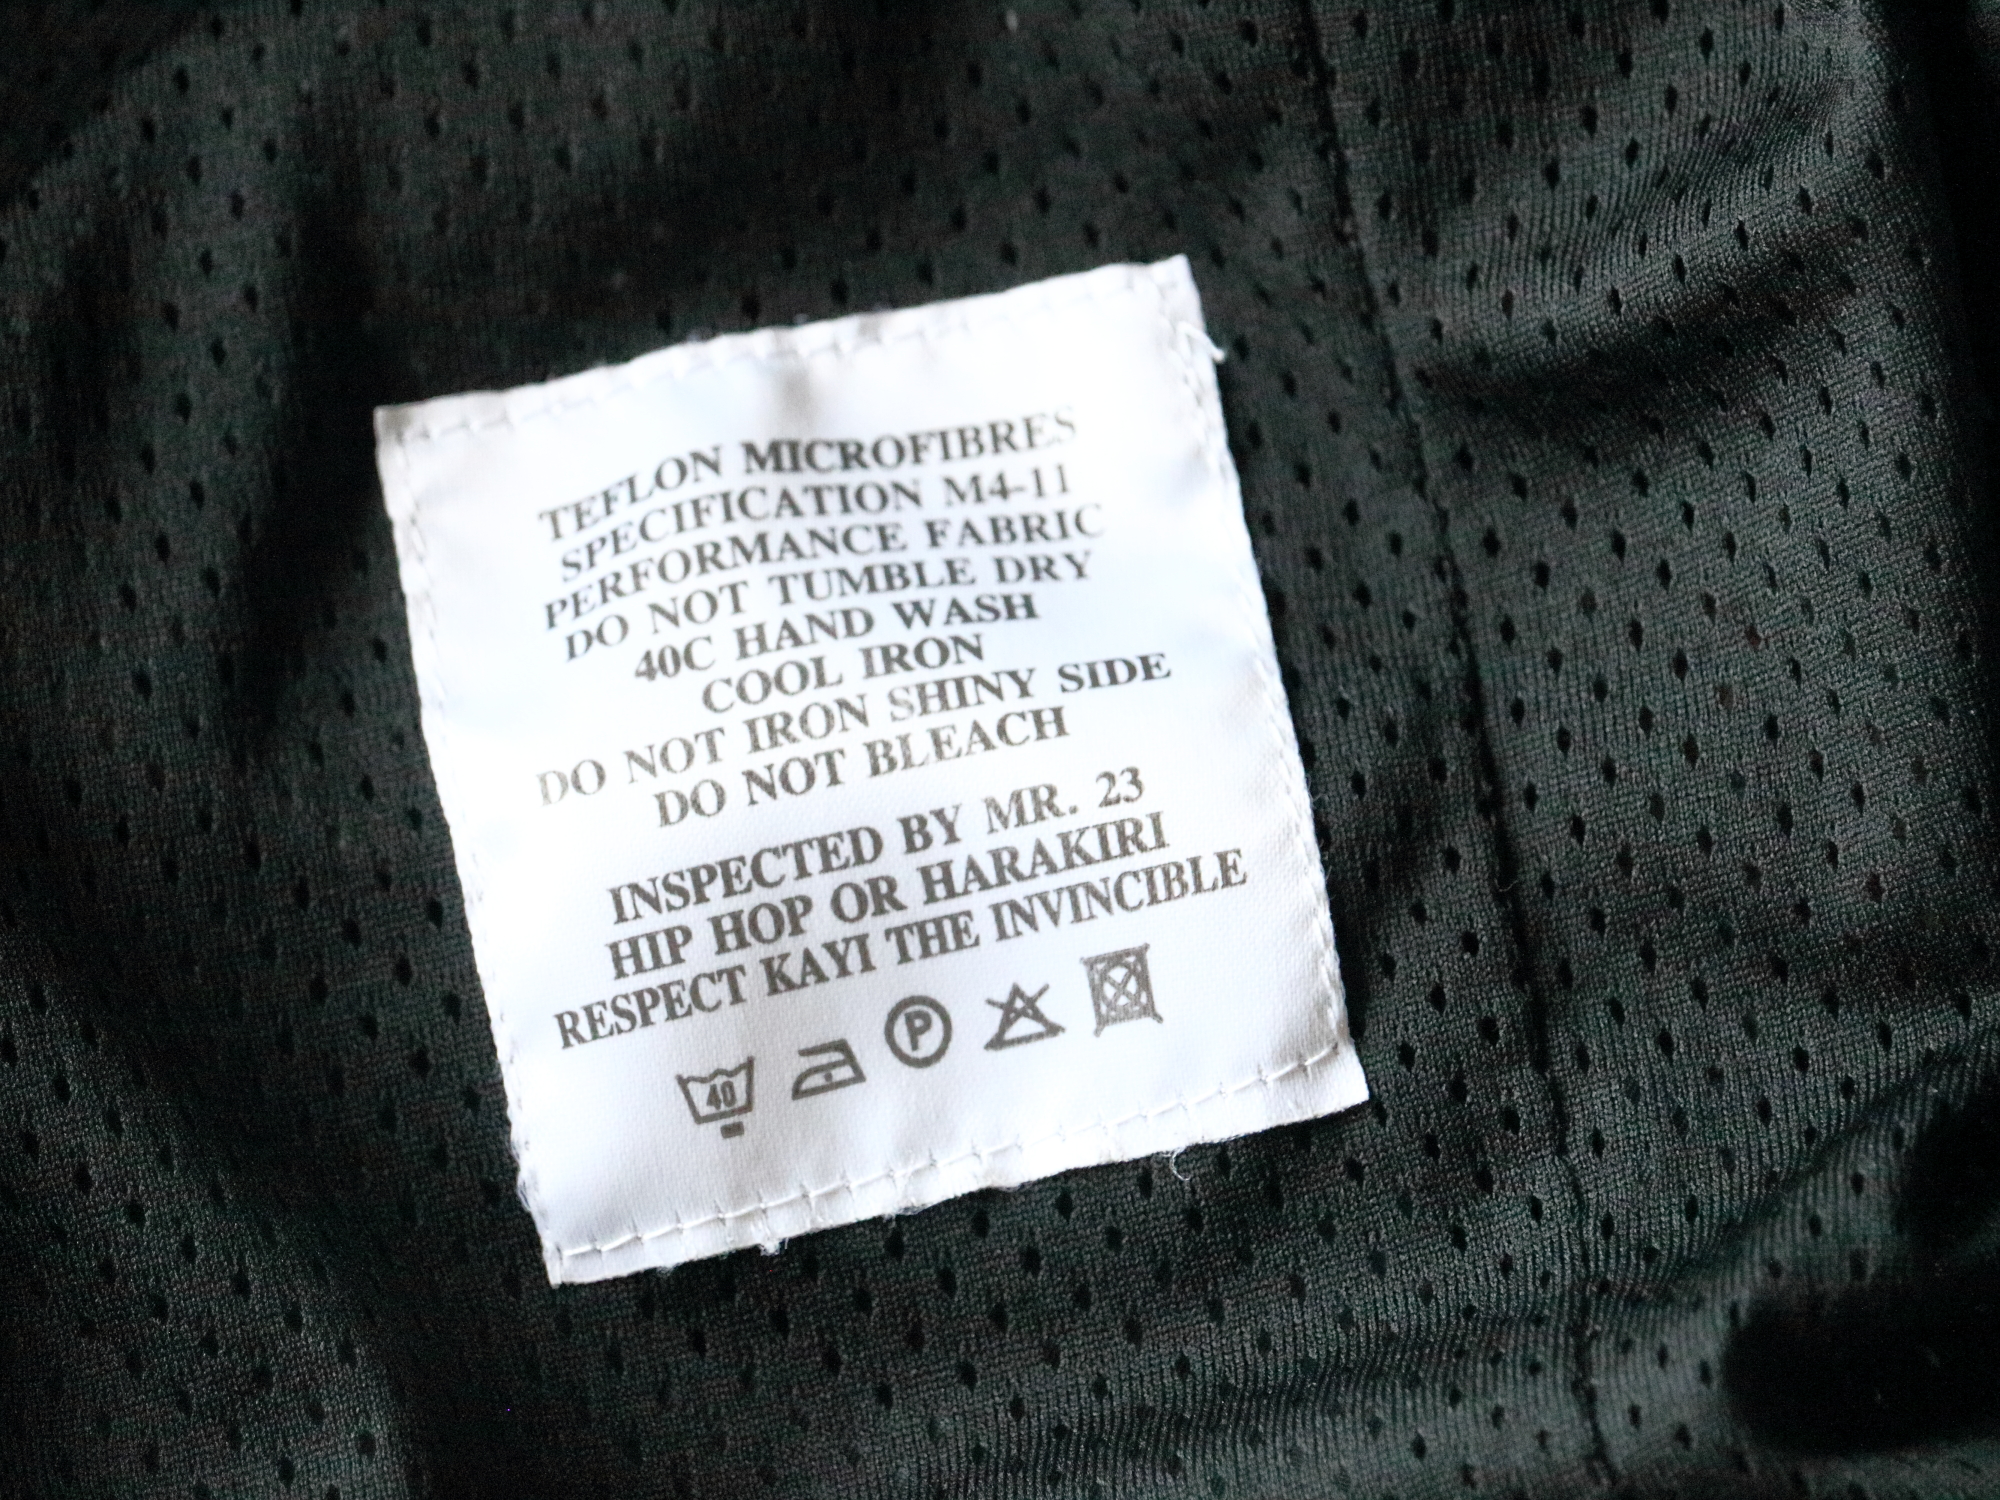 TEFLON MICROFIBRES
SPECIFICATION M4-11
PERFORMANCE FABRIC
DO NOT TUMBLE DRY
40C HAND WASH
COOL IRON
DO NOT IRON SHINY SIDE
DO NOT BLEACH
INSPECTED BY MR. 23
HIP HOP OR HARAKIRI
RESPECT KAYI THE INVINCIBLE
40 P